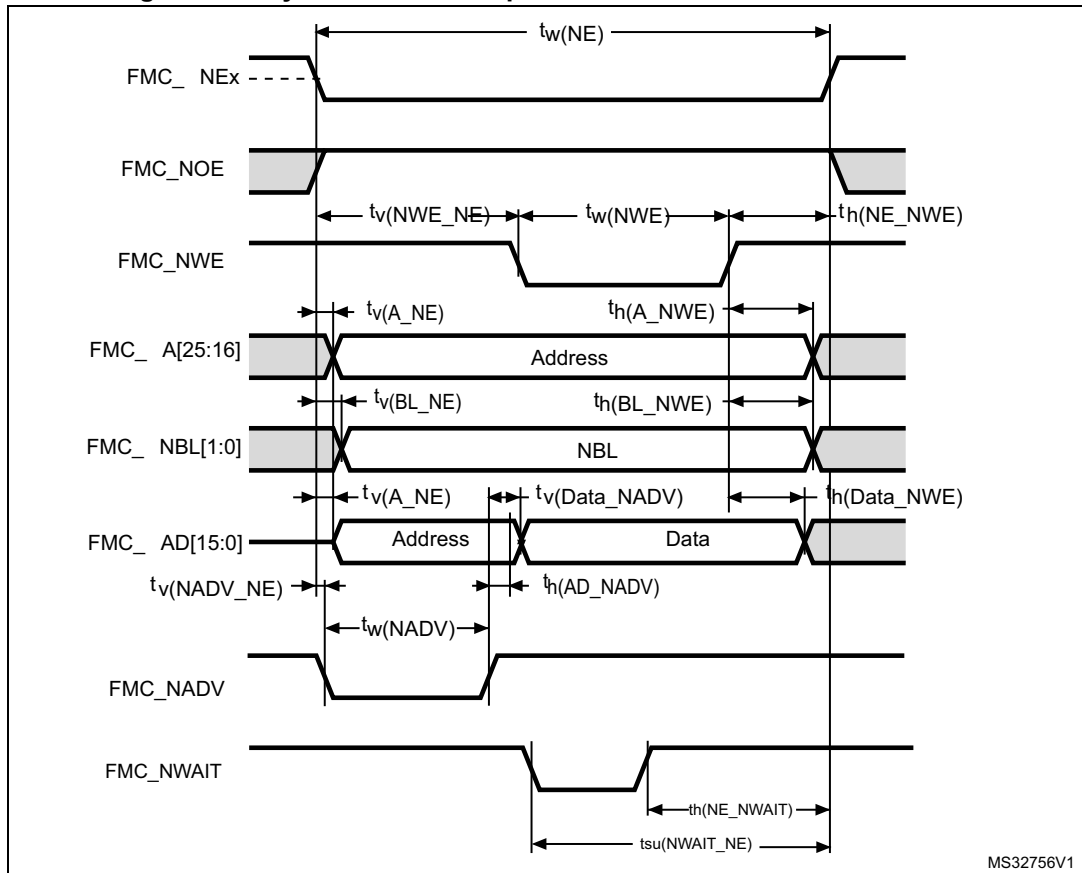 tw(NE)
FMC_ NEx
FMC_NOE
tv(NWE_NE)
tw(NWE)
th(NE_NWE)
FMC_NWE
tv(A_NE)
th(A_NWE)
FMC_ A[25:16]
Address
tv(BL_NE)
th(BL_NWE)
FMC_ NBL[1:0]
NBL
tv(A_NE)
tv(Data_NADV)
th(Data_NWE)
FMC_ AD[15:0]
Address
Data
tv(NADV_NE)
th(AD_NADV)
tw(NADV)
FMC_NADV
FMC_NWAIT
th(NE_NWAIT)
tsu(NWAIT_NE)
MS32756V1